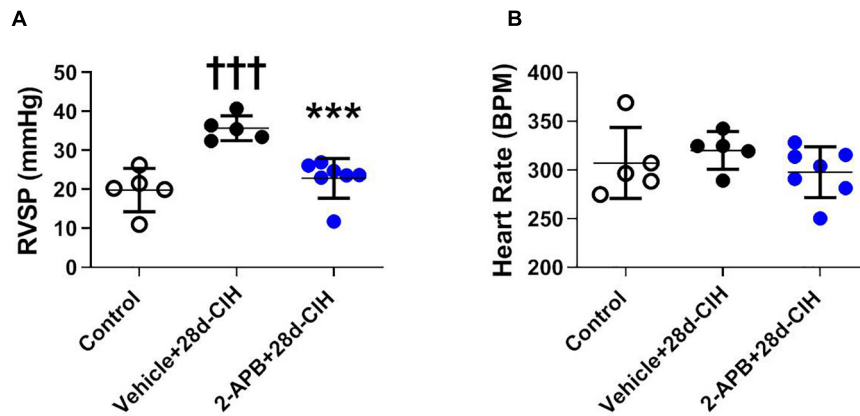 A
B
RVSP (mmHg)
50
40
30
20
10
0
†††
***
Control
Vehicle+28d-CIH
2-APB+28d-CIH
Heart Rate (BPM)
400
350
300
250
200
Control
Vehicle+28d-CIH
2-APB+28d-CIH